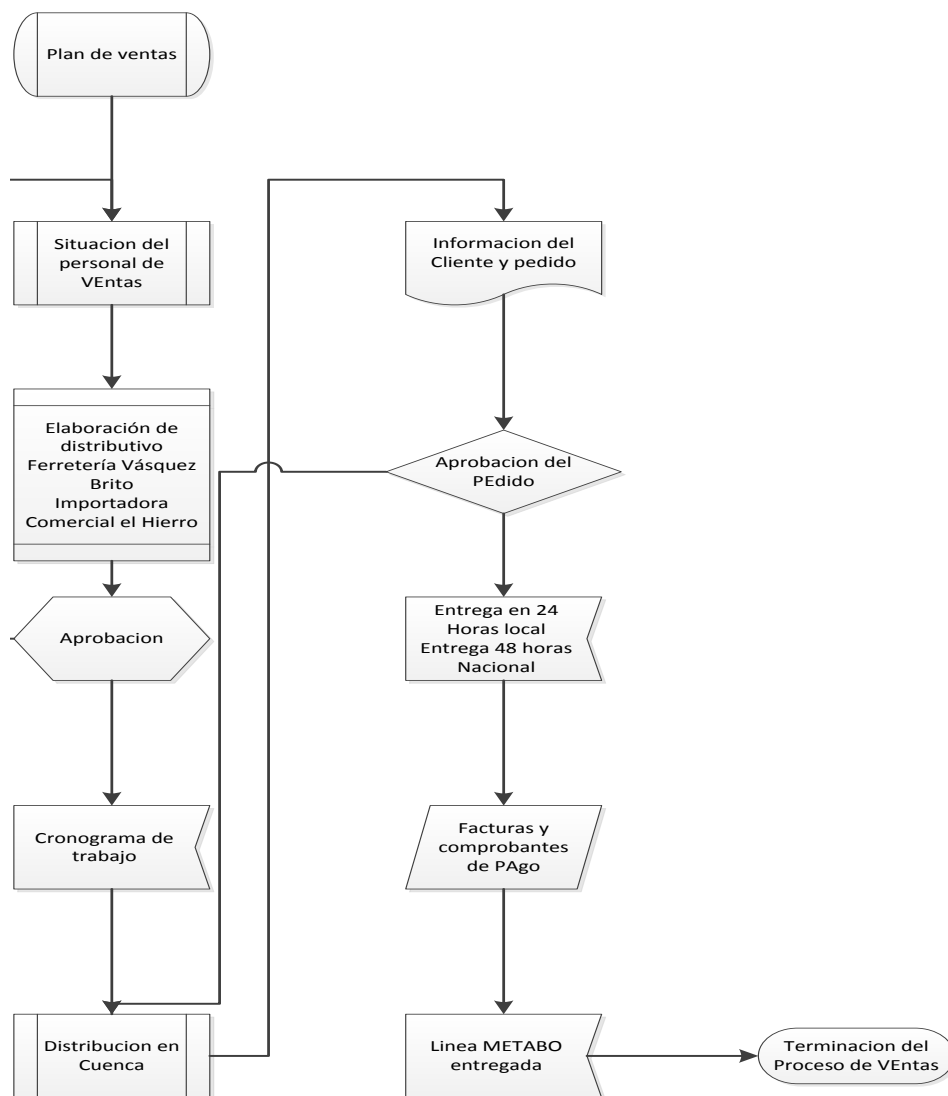 Plan de ventas
Situacion del
personal de
VEntas
Elaboración de
distributivo
Ferretería Vásquez
Brito
Importadora
Comercial el Hierro
Aprobacion
Cronograma de
trabajo
Distribucion en
Cuenca
Informacion del
Cliente y pedido
Aprobacion del
PEdido
Entrega en 24
Horas local
Entrega 48 horas
Nacional
Facturas y
comprobantes
de PAgo
Linea METABO
entregada
Terminacion del
Proceso de VEntas